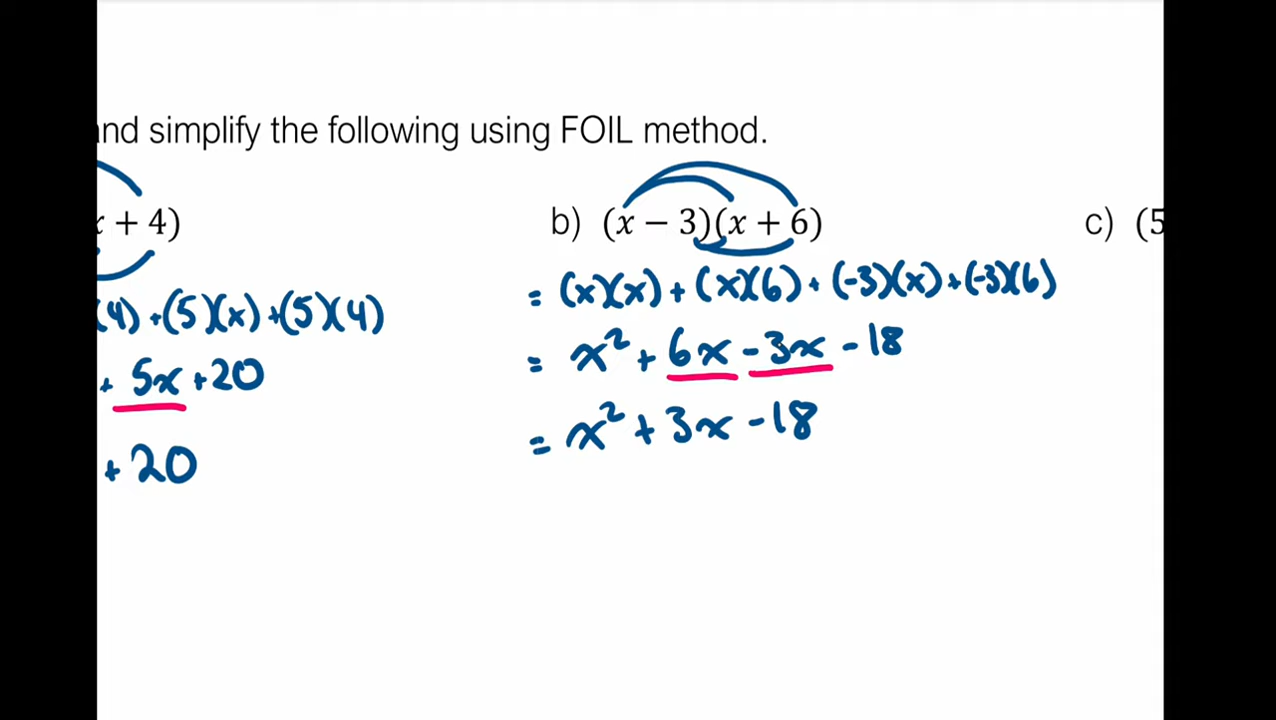 and simplify the following using FOIL method.
x + 4)
(4) + (5)(x) + (5)(4)
+ 5x + 20
+ 20
b) (x − 3)(x + 6)
= (x)(x) + (x)(6) + (-3)(x) + (-3)(6)
= x² + 6x - 3x - 18
= x² + 3x - 18
c) (5